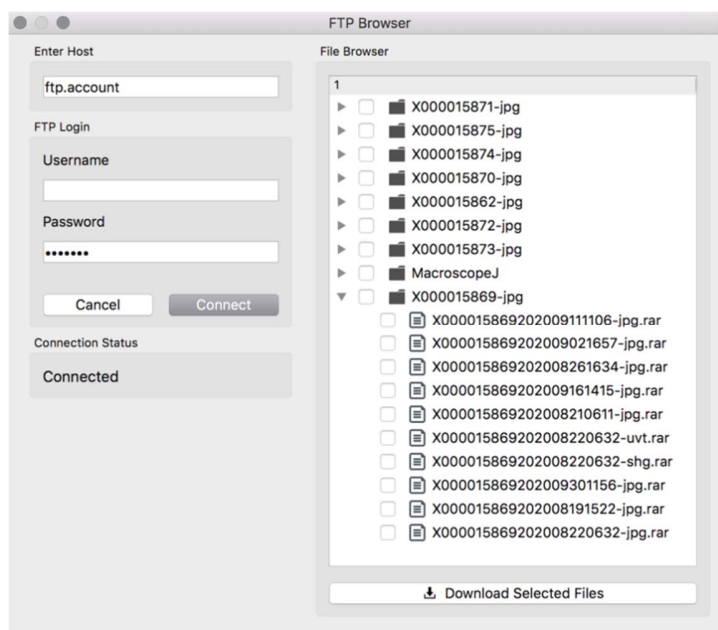 FTP Browser
Enter Host
ftp.account
FTP Login
Username
Password
•••••••
Cancel
Connect
Connection Status
Connected
File Browser
1
X000015871-jpg
X000015875-jpg
X000015874-jpg
X000015870-jpg
X000015862-jpg
X000015872-jpg
X000015873-jpg
MacroscopeJ
X000015869-jpg
X000015869202009111106-jpg.rar
X000015869202009021657-jpg.rar
X000015869202008261634-jpg.rar
X000015869202009161415-jpg.rar
X000015869202008210611-jpg.rar
X000015869202008220632-uvt.rar
X000015869202008220632-shg.rar
X000015869202009301156-jpg.rar
X000015869202008191522-jpg.rar
X000015869202008220632-jpg.rar
Download Selected Files